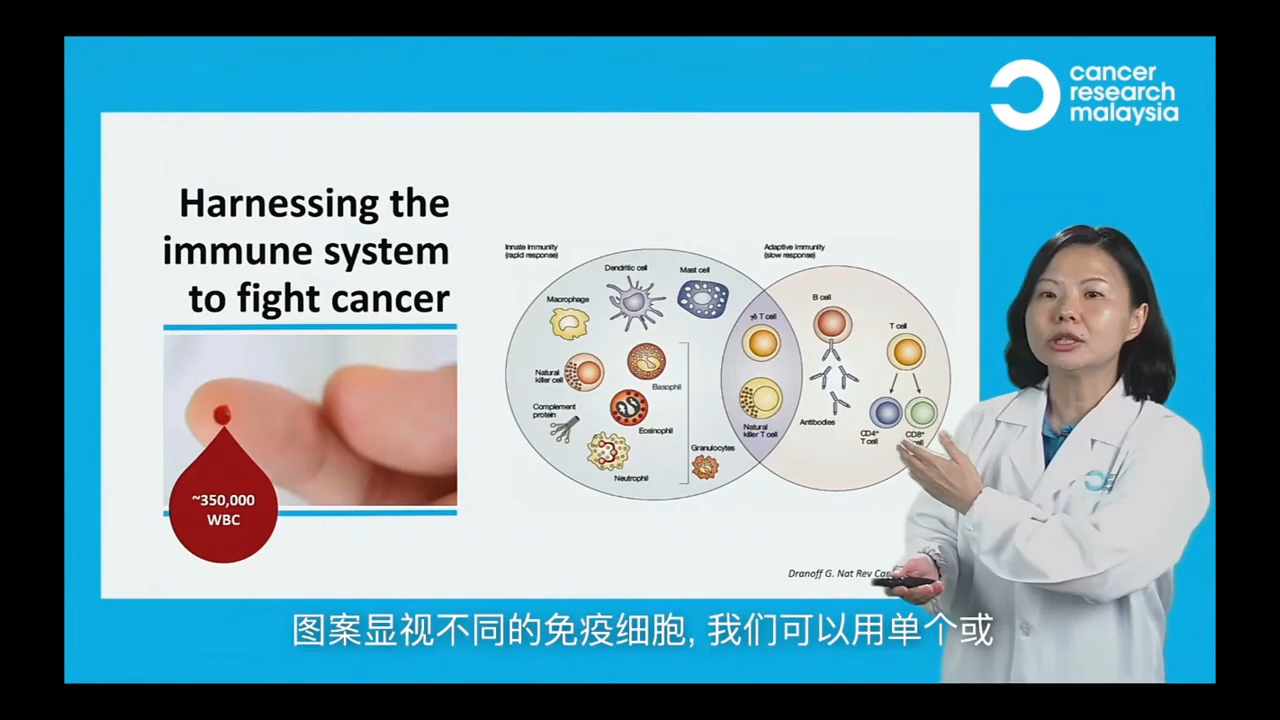 cancer
research
malaysia
Harnessing the
immune system
to fight cancer
~350,000
WBC
Innate immunity
(rapid response)
Adaptive immunity
(slow response)
Dendritic cell
Mast cell
Macrophage
B cell
γδ T cell
T cell
Natural
killer cell
Basophil
Complement
protein
Eosinophil
Antibodies
Natural
killer T cell
CD4⁺
T cell
CD8⁺
Granulocytes
Neutrophil
Dranoff G. Nat Rev
图案显视不同的免疫细胞, 我们可以用单个或